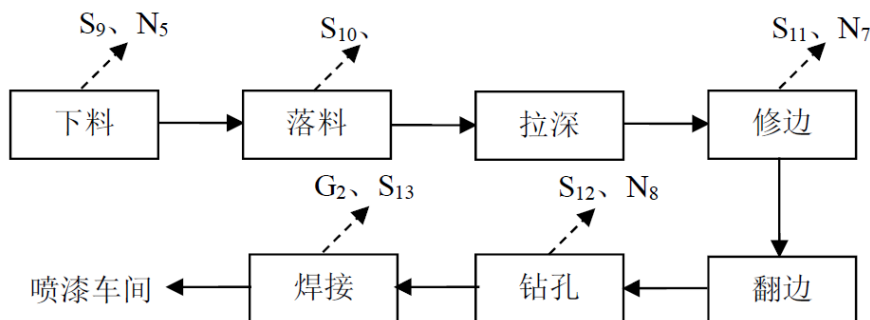 S₉、N₅
S₁₀、
S₁₁、N₇
下料
落料
拉深
修边
G₂、S₁₃
S₁₂、N₈
喷漆车间
焊接
钻孔
翻边